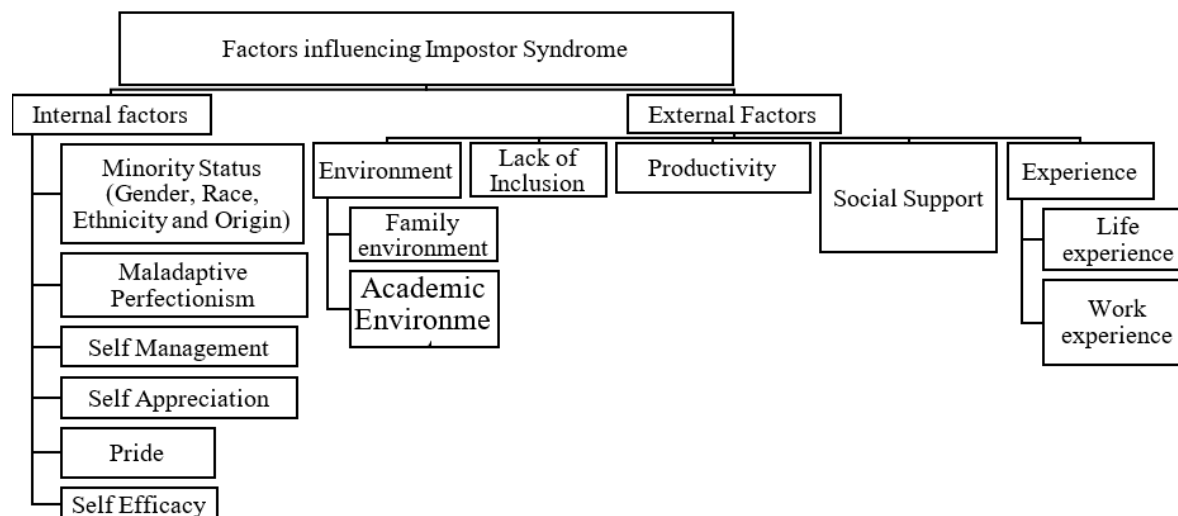 Factors influencing Impostor Syndrome
Internal factors
Minority Status
(Gender, Race,
Ethnicity and Origin)
Maladaptive
Perfectionism
Self Management
Self Appreciation
Pride
Self Efficacy
External Factors
Environment
Family
environment
Academic
Environme
Lack of
Inclusion
Productivity
Social Support
Experience
Life
experience
Work
experience